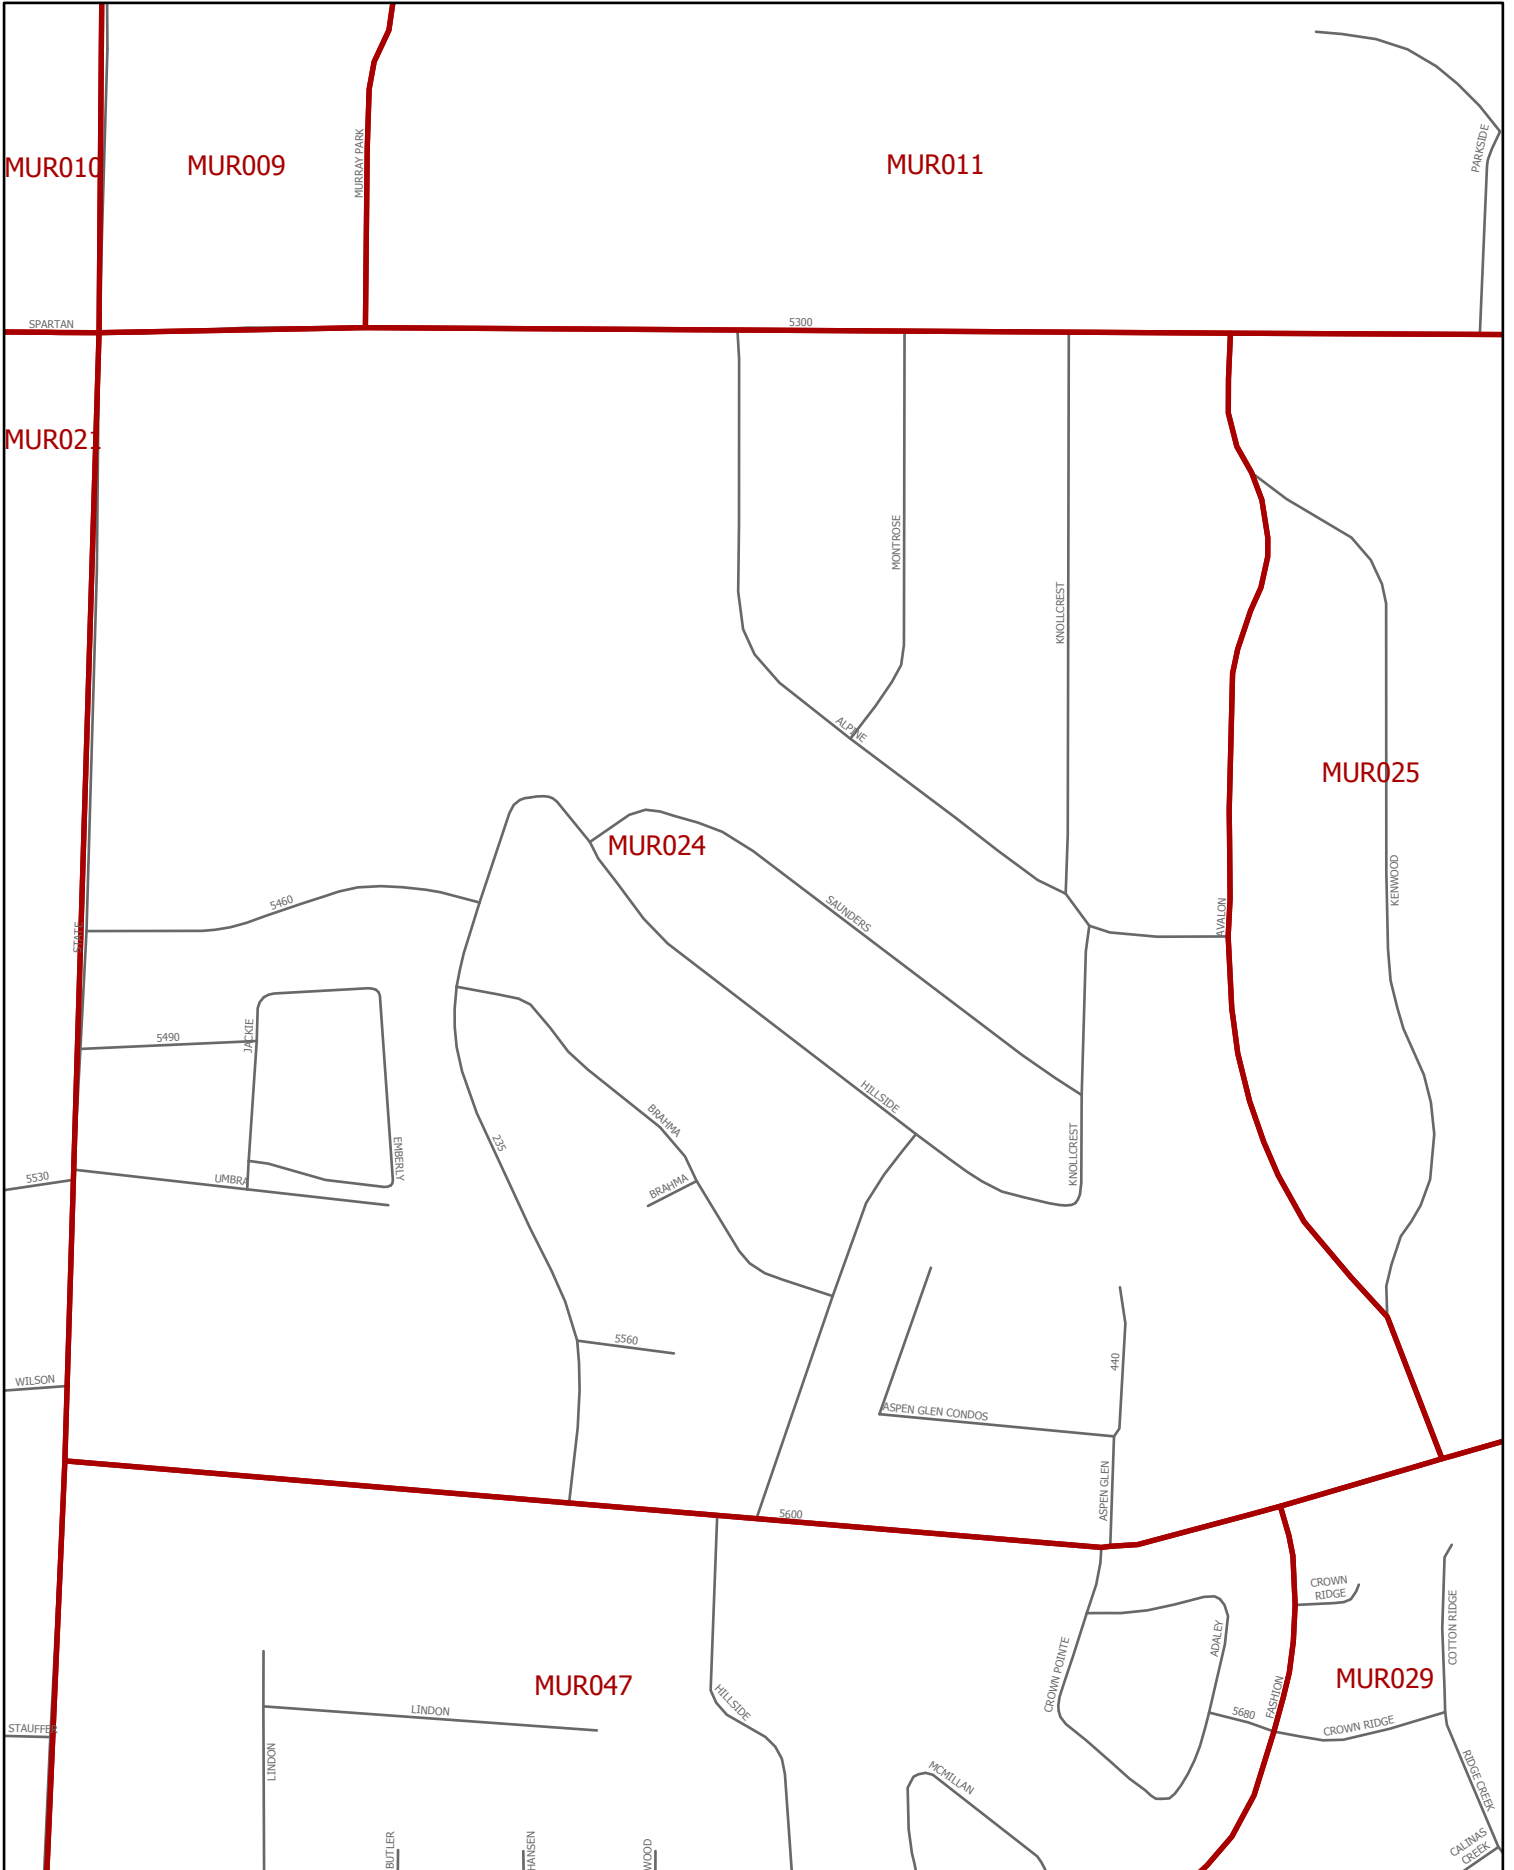 PARKSIDE
MURRAY PARK
MUR010
MUR009
MUR011
SPARTAN
5300
MUR021
MONTROSE
KNOLLCREST
ALPINE
MUR025
MUR024
KENWOOD
5460
SAUNDERS
AVALON
STATE
5490
JACKIE
HILLSIDE
BRAHMA
235
EMBERLY
KNOLLCREST
5530
UMBRA
BRAHMA
5560
440
WILSON
ASPEN GLEN CONDOS
ASPEN GLEN
5600
CROWN
RIDGE
COTTON RIDGE
ADALEY
CROWN POINTE
MUR047
MUR029
HILLSIDE
FASHION
LINDON
5680
STAUFFER
CROWN RIDGE
LINDON
MCMILLAN
RIDGE CREEK
BUTLER
HANSEN
WOOD
CALINAS
CREEK